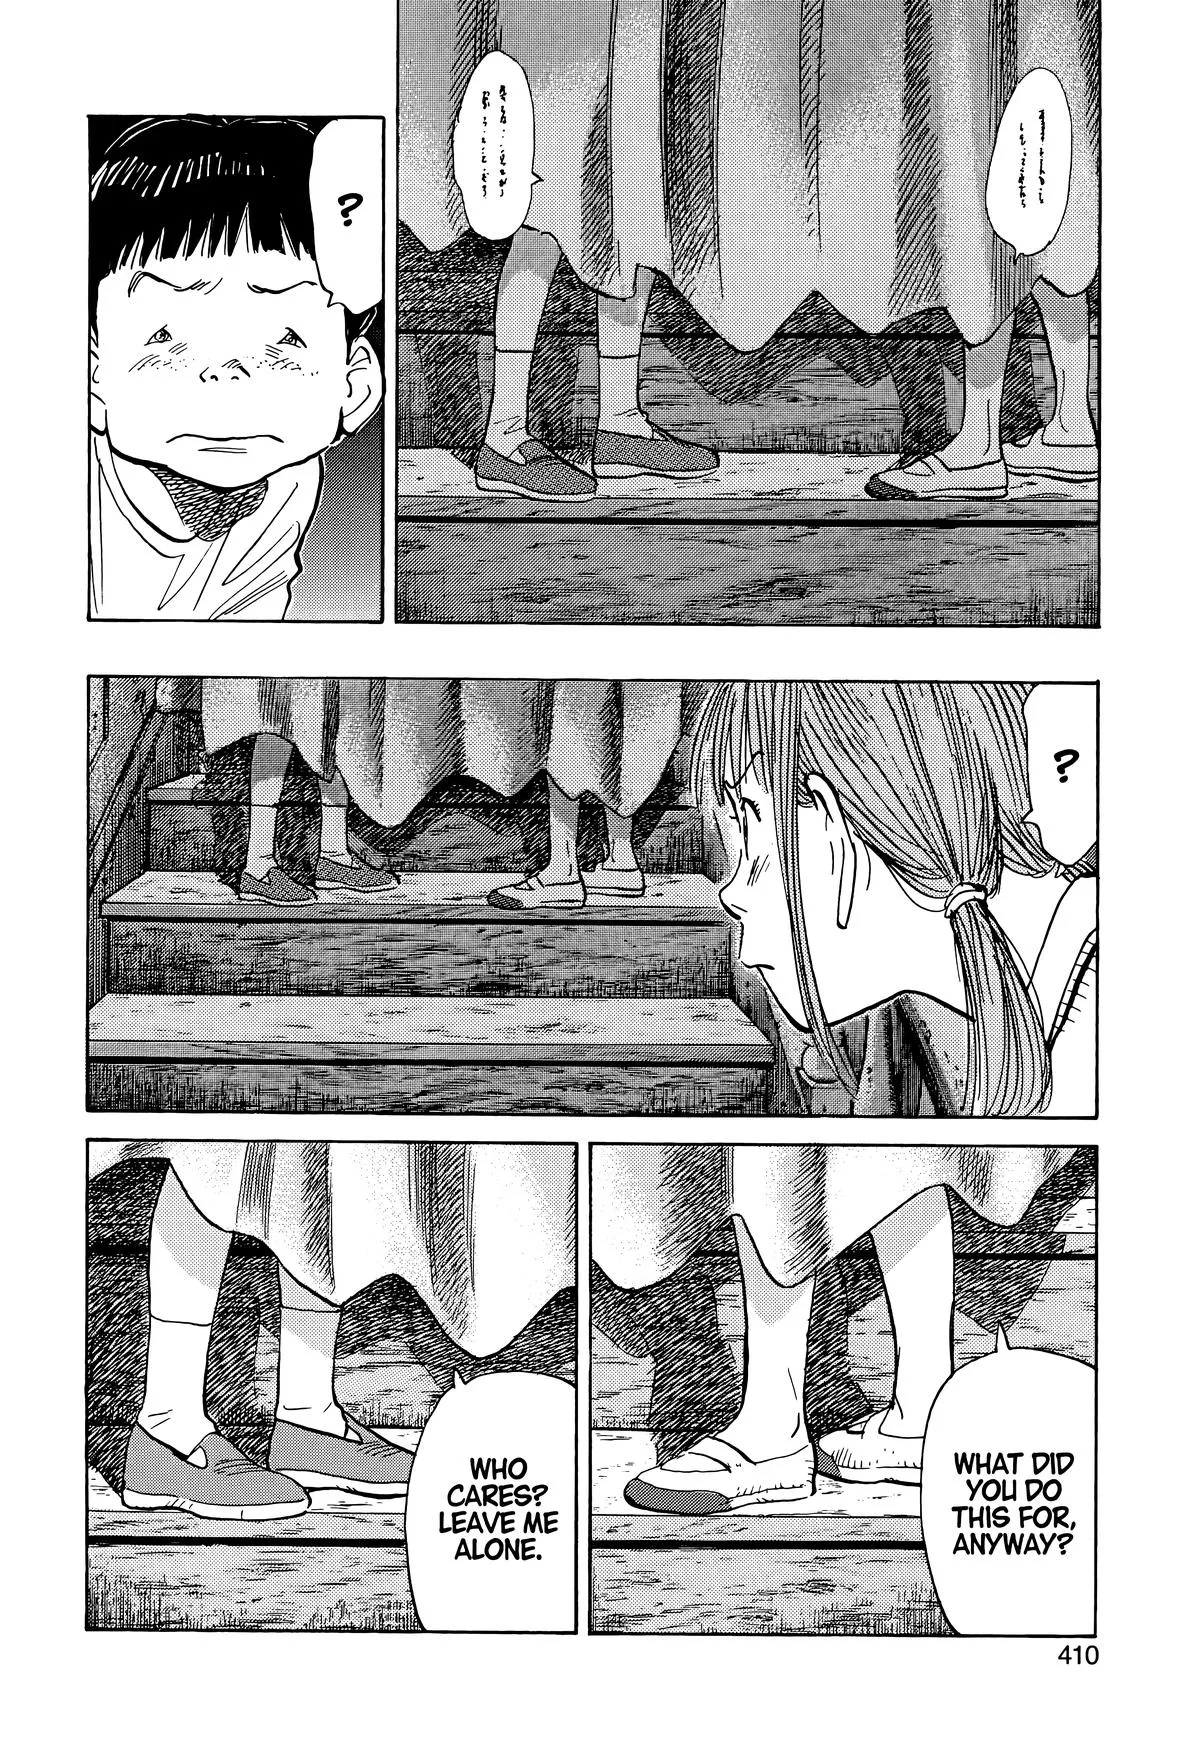 ?
?
WHAT DID
YOU DO
THIS FOR,
ANYWAY?
WHO
CARES?
LEAVE ME
ALONE.
410